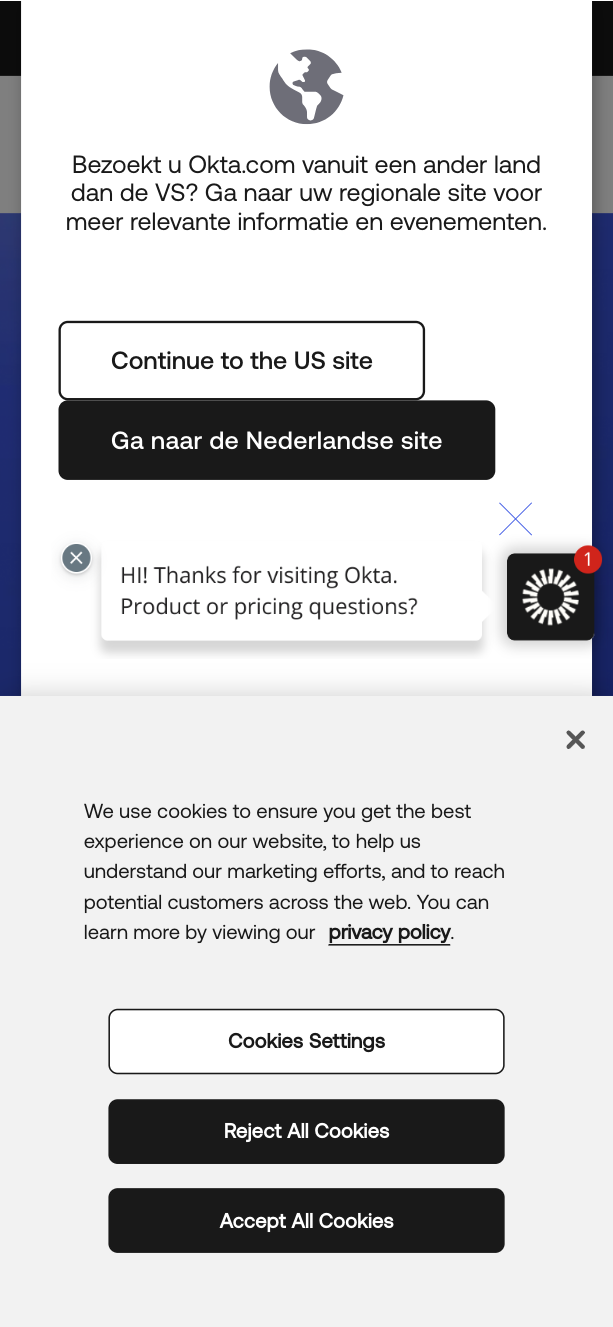 Bezoekt u Okta.com vanuit een ander land
dan de VS? Ga naar uw regionale site voor
meer relevante informatie en evenementen.
Continue to the US site
Ga naar de Nederlandse site
1
HI! Thanks for visiting Okta.
Product or pricing questions?
We use cookies to ensure you get the best
experience on our website, to help us
understand our marketing efforts, and to reach
potential customers across the web. You can
learn more by viewing our privacy policy.
Cookies Settings
Reject All Cookies
Accept All Cookies